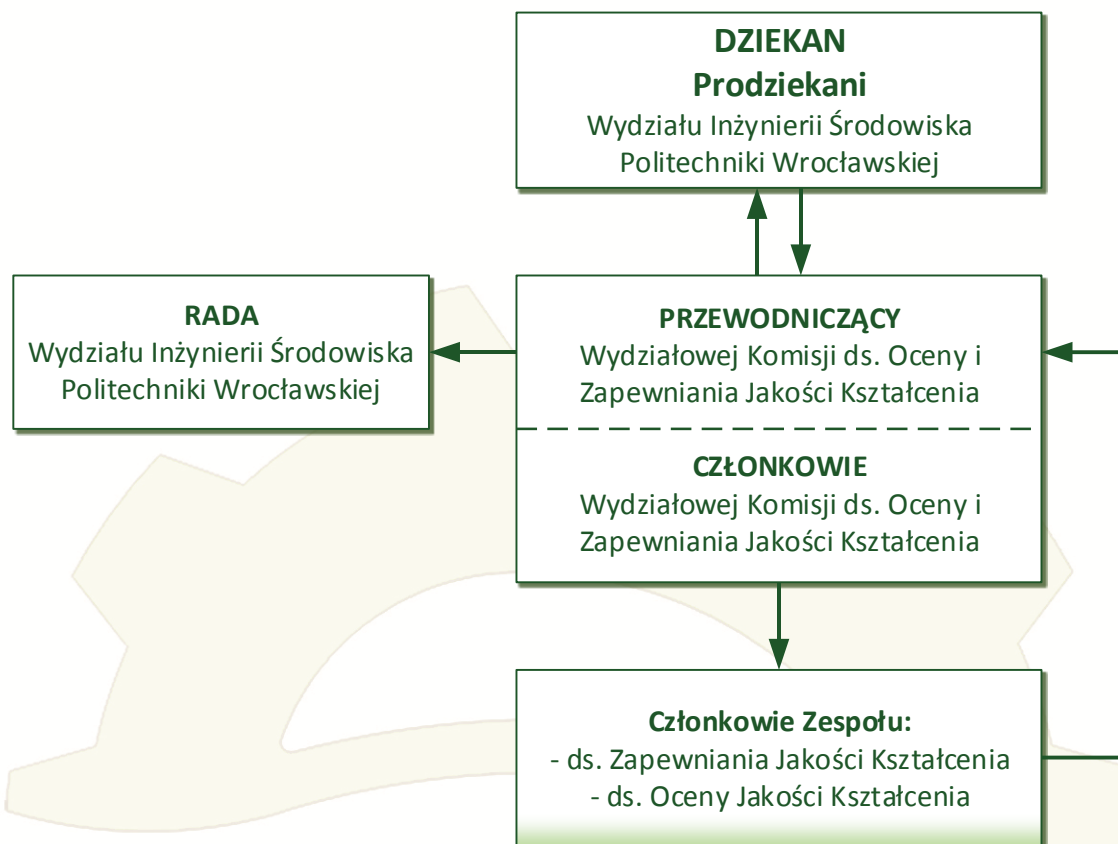 DZIEKAN
Prodziekani
Wydziału Inżynierii Środowiska
Politechniki Wrocławskiej
RADA
Wydziału Inżynierii Środowiska
Politechniki Wrocławskiej
PRZEWODNICZĄCY
Wydziałowej Komisji ds. Oceny i
Zapewniania Jakości Kształcenia
CZŁONKOWIE
Wydziałowej Komisji ds. Oceny i
Zapewniania Jakości Kształcenia
Członkowie Zespołu:
- ds. Zapewniania Jakości Kształcenia
- ds. Oceny Jakości Kształcenia